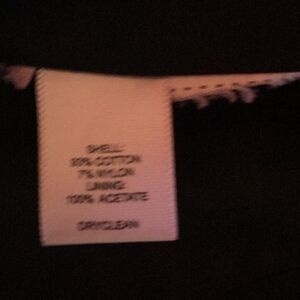 SHELL:
93% COTTON
7% NYLON
LINING:
100% ACETATE
DRYCLEAN